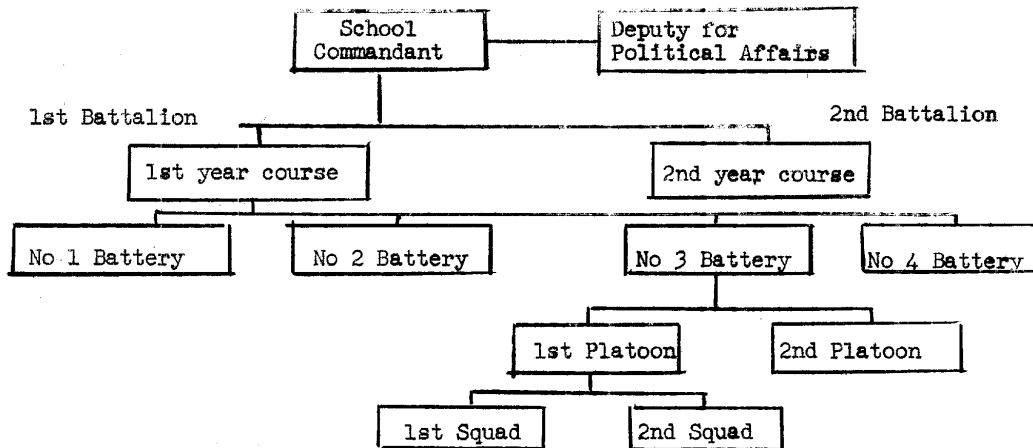 School
Commandant
Deputy for
Political Affairs
1st Battalion
2nd Battalion
1st year course
2nd year course
No 1 Battery
No 2 Battery
No 3 Battery
No 4 Battery
1st Platoon
2nd Platoon
1st Squad
2nd Squad